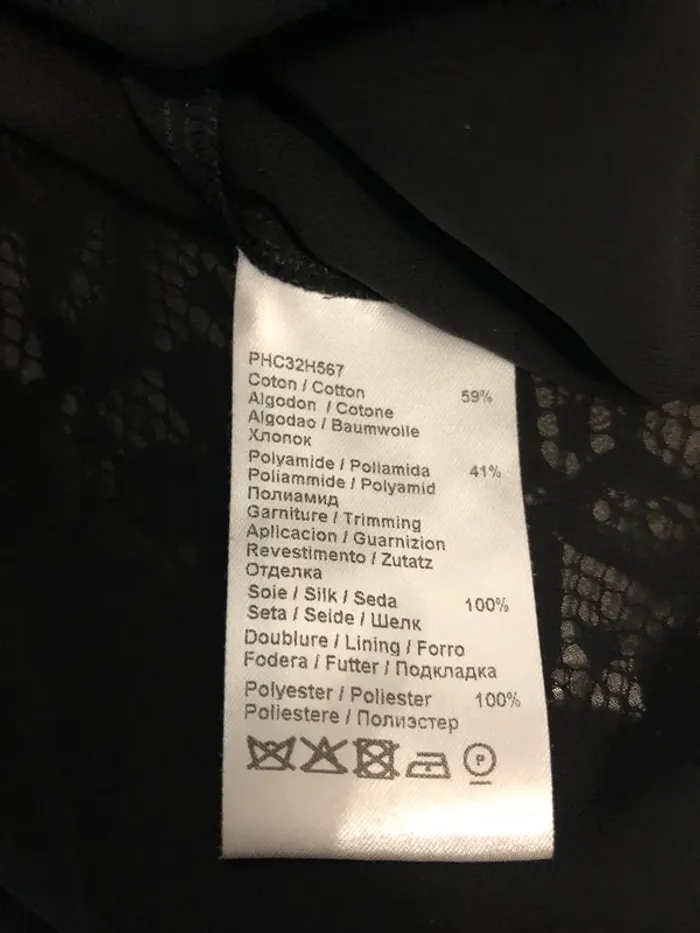 PHC32H567
Coton / Cotton 59%
Algodon / Cotone
Algodao / Baumwolle
Хлопок
Polyamide / Poliamida 41%
Poliammide / Polyamid
Полиамид
Garniture / Trimming
Aplicacion / Guarnizion
Revestimento / Zutatz
Отделка
Soie / Silk / Seda 100%
Seta / Seide / Шелк
Doublure / Lining / Forro
Fodera / Futter / Подкладка
Polyester / Poliester 100%
Poliestere / Полиэстер
P